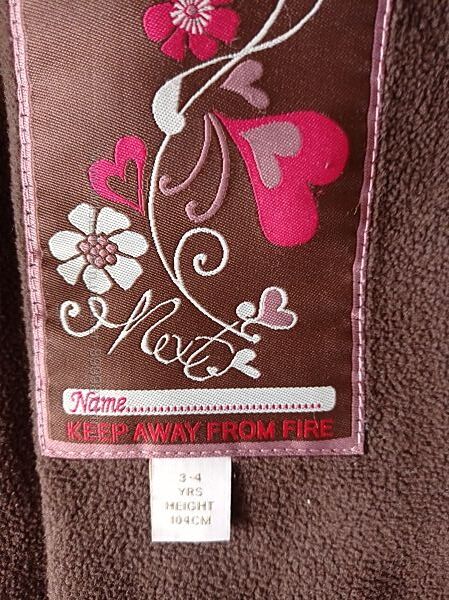 Next
Name..............................
KEEP AWAY FROM FIRE
3-4
YRS
HEIGHT
104CM